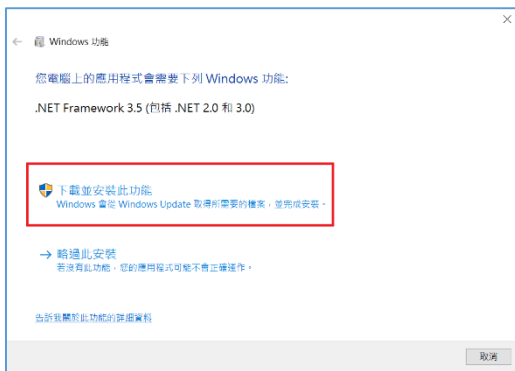 Windows 功能
您電腦上的應用程式會需要下列 Windows 功能:
.NET Framework 3.5 (包括 .NET 2.0 和 3.0)
下載並安裝此功能
Windows 會從 Windows Update 取得所需要的檔案，並完成安裝。
略過此安裝
若沒有此功能，您的應用程式可能不會正確運作。
告訴我關於此功能的詳細資料
取消